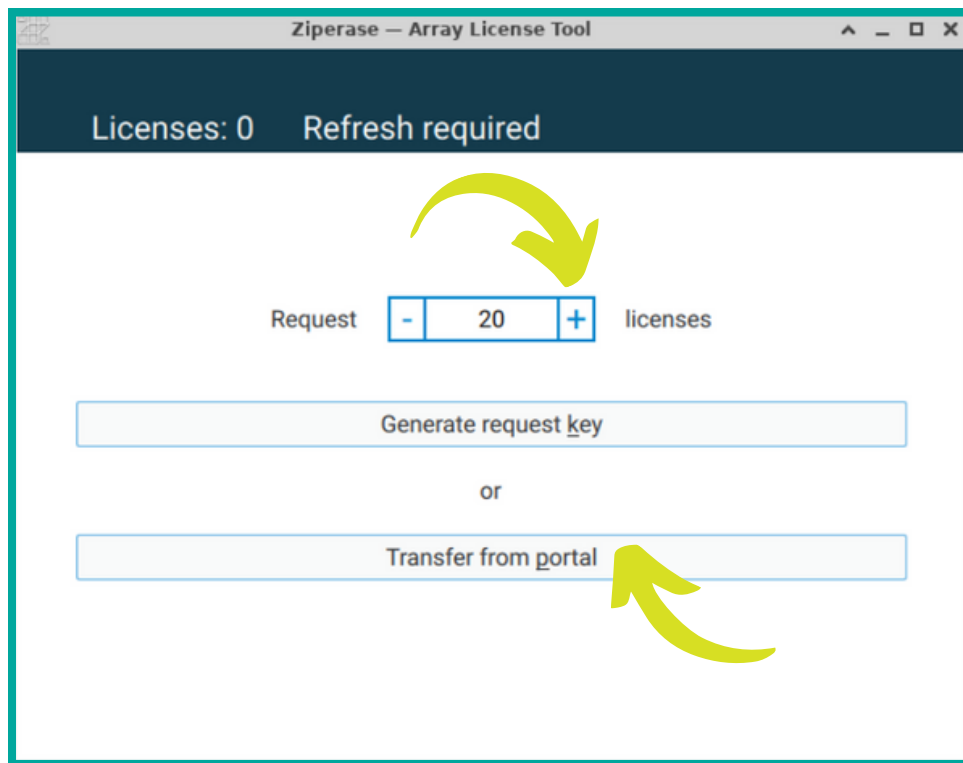 Ziperase — Array License Tool
Licenses: 0 Refresh required
Request - 20 + licenses
Generate request key
or
Transfer from portal